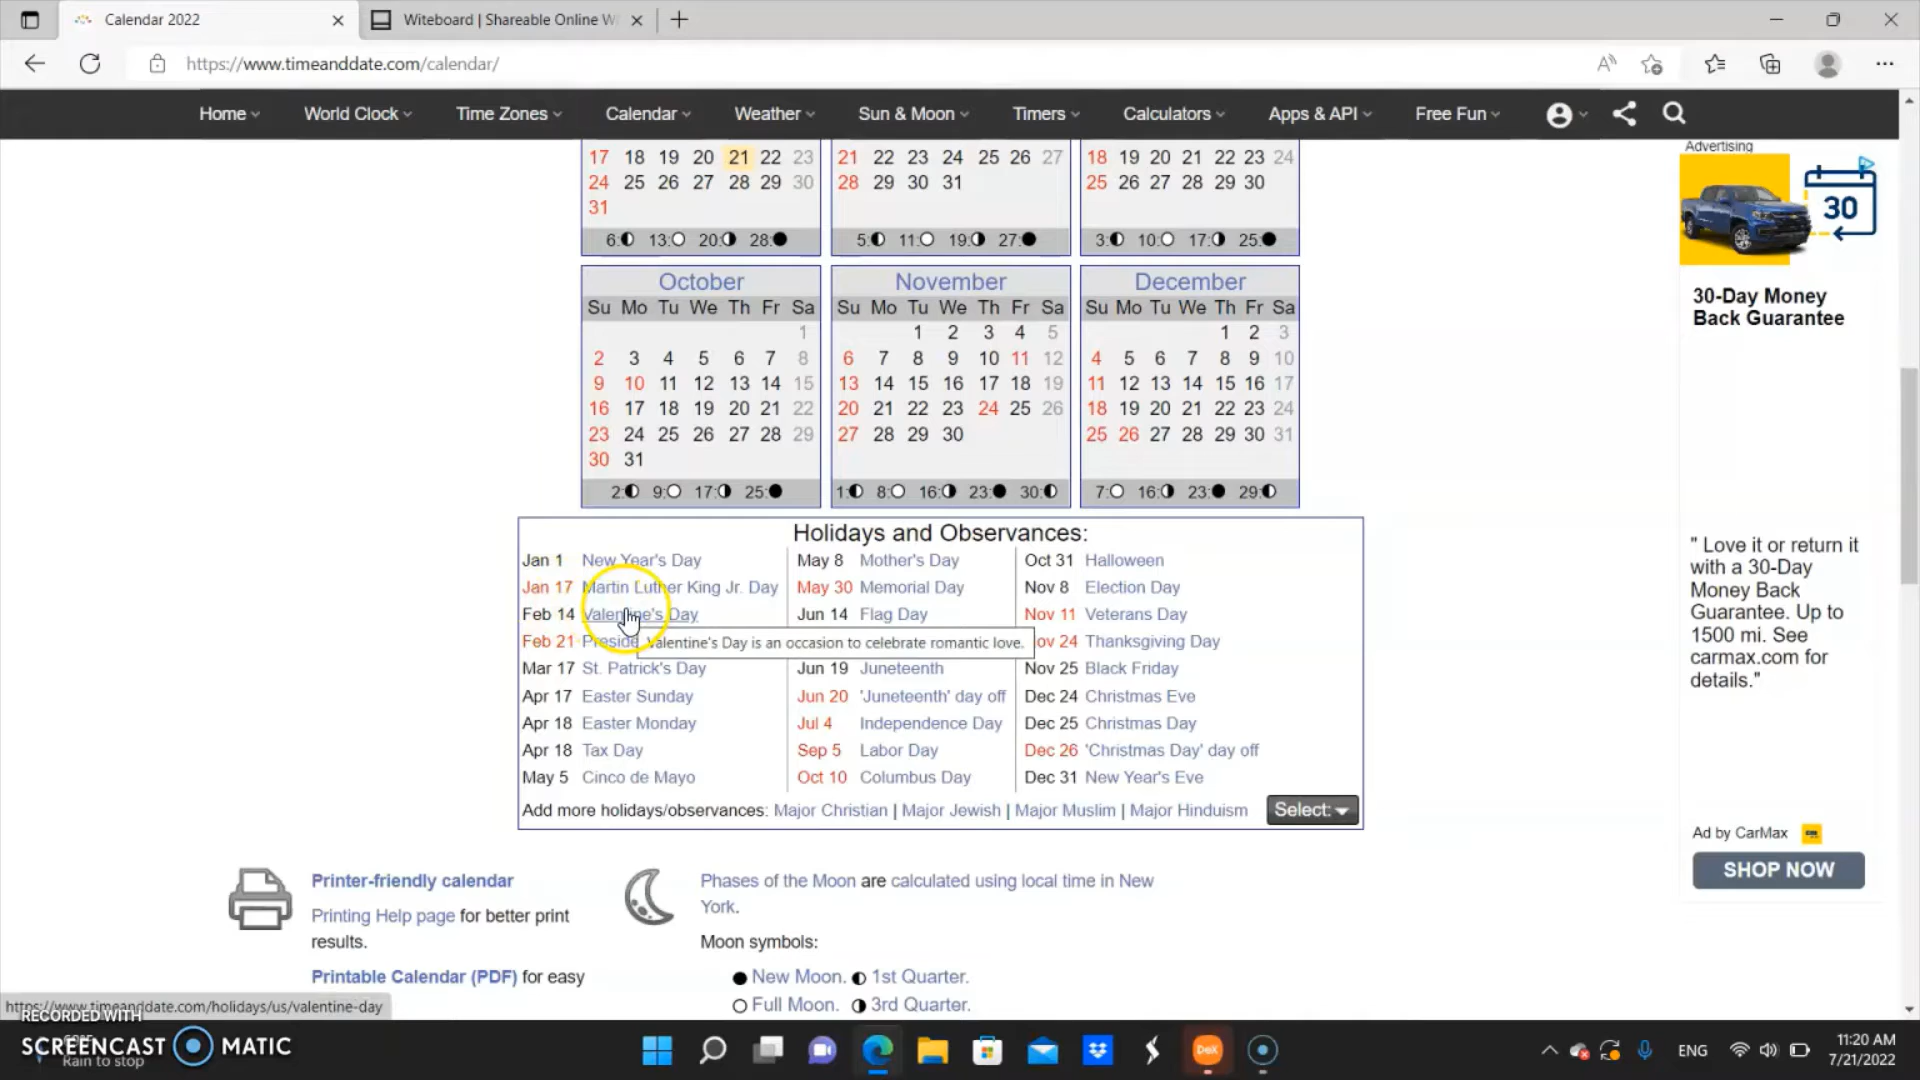 Calendar 2022
Witeboard | Shareable Online W
https://www.timeanddate.com/calendar/
Home World Clock Time Zones Calendar Weather Sun & Moon Timers Calculators Apps & API Free Fun
17 18 19 20 21 22 23
24 25 26 27 28 29 30
31
6: 13: 20: 28:
21 22 23 24 25 26 27
28 29 30 31
5: 11: 19: 27:
18 19 20 21 22 23 24
25 26 27 28 29 30
3: 10: 17: 25:
October
Su Mo Tu We Th Fr Sa
1
2 3 4 5 6 7 8
9 10 11 12 13 14 15
16 17 18 19 20 21 22
23 24 25 26 27 28 29
30 31
2: 9: 17: 25:
November
Su Mo Tu We Th Fr Sa
1 2 3 4 5
6 7 8 9 10 11 12
13 14 15 16 17 18 19
20 21 22 23 24 25 26
27 28 29 30
1: 8: 16: 23: 30:
December
Su Mo Tu We Th Fr Sa
1 2 3
4 5 6 7 8 9 10
11 12 13 14 15 16 17
18 19 20 21 22 23 24
25 26 27 28 29 30 31
7: 16: 23: 29:
Holidays and Observances:
Jan 1 New Year's Day
Jan 17 Martin Luther King Jr. Day
Feb 14 Valentine's Day
Feb 21 Preside
Valentine's Day is an occasion to celebrate romantic love.
Mar 17 St. Patrick's Day
Apr 17 Easter Sunday
Apr 18 Easter Monday
Apr 18 Tax Day
May 5 Cinco de Mayo
May 8 Mother's Day
May 30 Memorial Day
Jun 14 Flag Day
Jun 19 Juneteenth
Jun 20 'Juneteenth' day off
Jul 4 Independence Day
Sep 5 Labor Day
Oct 10 Columbus Day
Oct 31 Halloween
Nov 8 Election Day
Nov 11 Veterans Day
ov 24 Thanksgiving Day
Nov 25 Black Friday
Dec 24 Christmas Eve
Dec 25 Christmas Day
Dec 26 'Christmas Day' day off
Dec 31 New Year's Eve
Add more holidays/observances: Major Christian | Major Jewish | Major Muslim | Major Hinduism Select:
Printer-friendly calendar
Printing Help page for better print
results.
Printable Calendar (PDF) for easy
Phases of the Moon are calculated using local time in New
York.
Moon symbols:
New Moon. 1st Quarter.
Full Moon. 3rd Quarter.
Advertising
30
30-Day Money
Back Guarantee
" Love it or return it
with a 30-Day
Money Back
Guarantee. Up to
1500 mi. See
carmax.com for
details."
Ad by CarMax
SHOP NOW
https://www.timeanddate.com/holidays/us/valentine-day
RECORDED WITH
SCREENCAST MATIC
Rain to stop
DeX
ENG
11:20 AM
7/21/2022